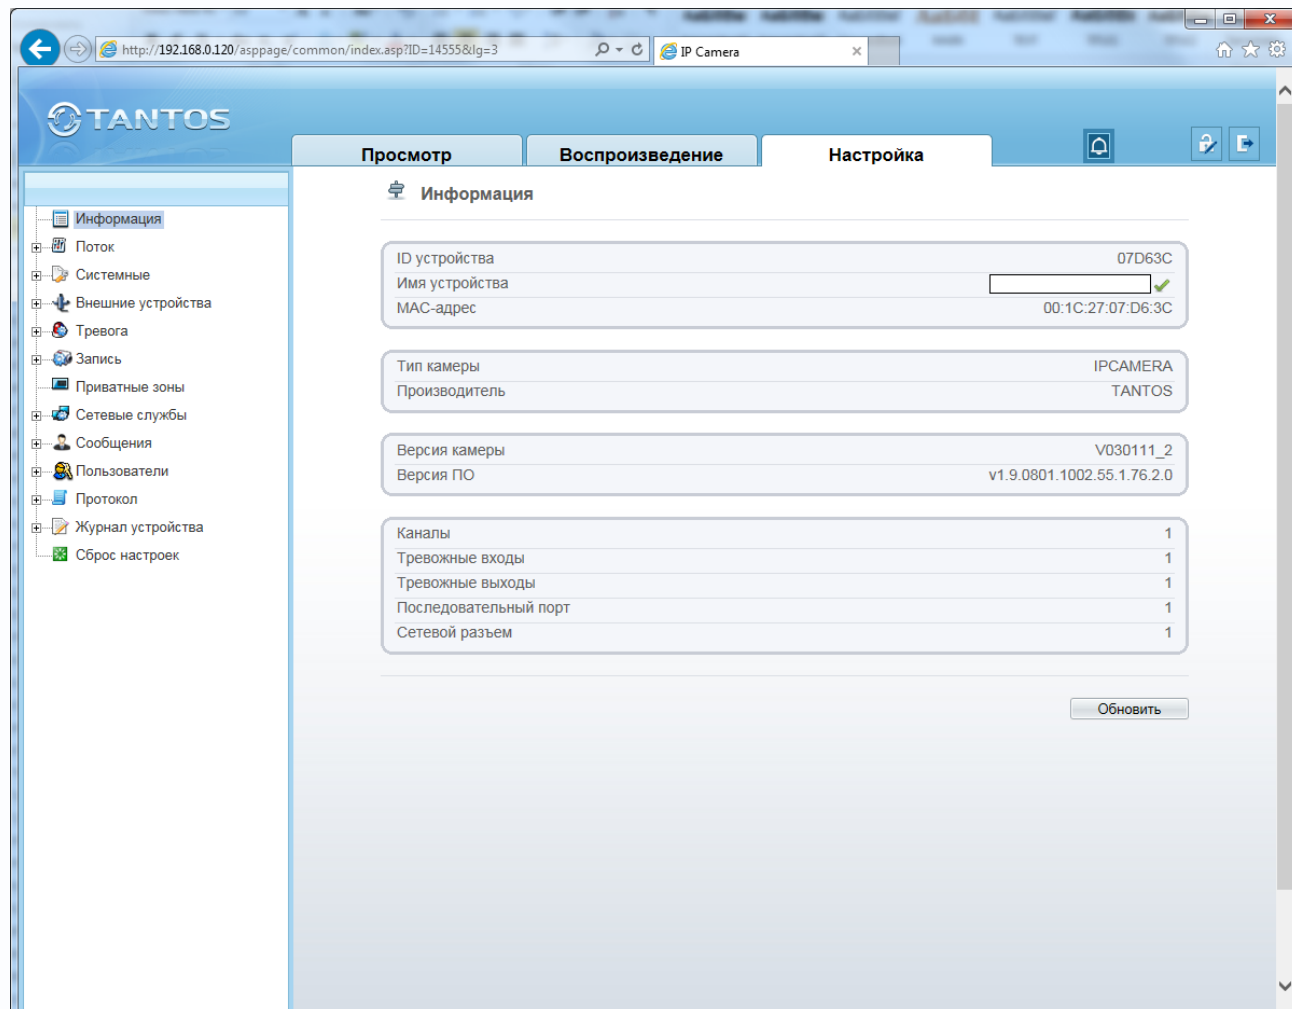 http://192.168.0.120/asppage/common/index.asp?ID=14555&lg=3
IP Camera
TANTOS
Просмотр
Воспроизведение
Настройка
Информация
Информация
Поток
Системные
Внешние устройства
Тревога
Запись
Приватные зоны
Сетевые службы
Сообщения
Пользователи
Протокол
Журнал устройства
Сброс настроек
ID устройства 07D63C
Имя устройства
MAC-адрес 00:1C:27:07:D6:3C
Тип камеры IPCAMERA
Производитель TANTOS
Версия камеры V030111_2
Версия ПО v1.9.0801.1002.55.1.76.2.0
Каналы 1
Тревожные входы 1
Тревожные выходы 1
Последовательный порт 1
Сетевой разъем 1
Обновить